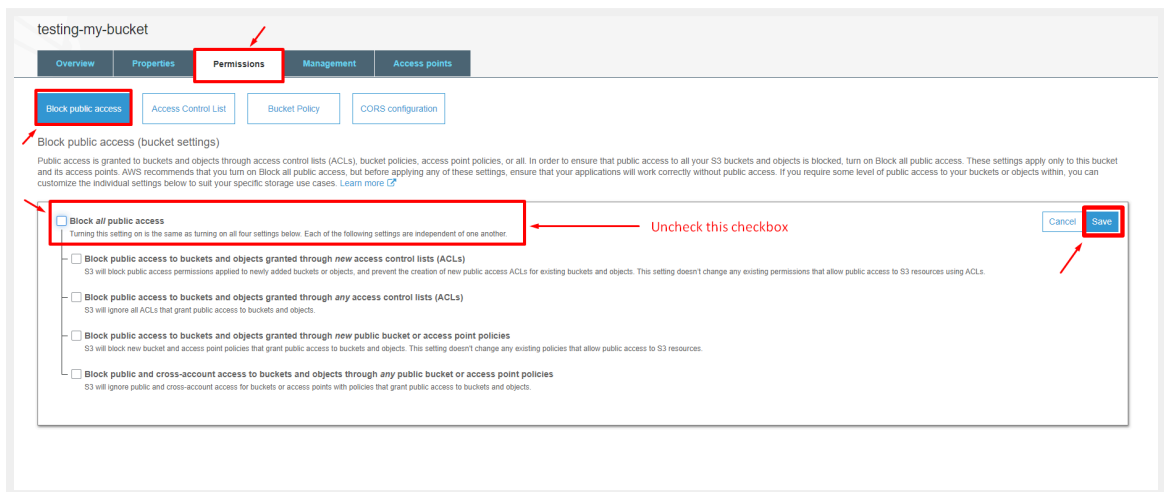 testing-my-bucket
Overview Properties Permissions Management Access points
Block public access Access Control List Bucket Policy CORS configuration
Block public access (bucket settings)
Public access is granted to buckets and objects through access control lists (ACLs), bucket policies, access point policies, or all. In order to ensure that public access to all your S3 buckets and objects is blocked, turn on Block all public access. These settings apply only to this bucket
and its access points. AWS recommends that you turn on Block all public access, but before applying any of these settings, ensure that your applications will work correctly without public access. If you require some level of public access to your buckets or objects within, you can
customize the individual settings below to suit your specific storage use cases. Learn more
Block all public access
Turning this setting on is the same as turning on all four settings below. Each of the following settings are independent of one another.
Uncheck this checkbox
Cancel Save
Block public access to buckets and objects granted through new access control lists (ACLs)
S3 will block public access permissions applied to newly added buckets or objects, and prevent the creation of new public access ACLs for existing buckets and objects. This setting doesn't change any existing permissions that allow public access to S3 resources using ACLs.
Block public access to buckets and objects granted through any access control lists (ACLs)
S3 will ignore all ACLs that grant public access to buckets and objects.
Block public access to buckets and objects granted through new public bucket or access point policies
S3 will block new bucket and access point policies that grant public access to buckets and objects. This setting doesn't change any existing policies that allow public access to S3 resources.
Block public and cross-account access to buckets and objects through any public bucket or access point policies
S3 will ignore public and cross-account access for buckets or access points with policies that grant public access to buckets and objects.